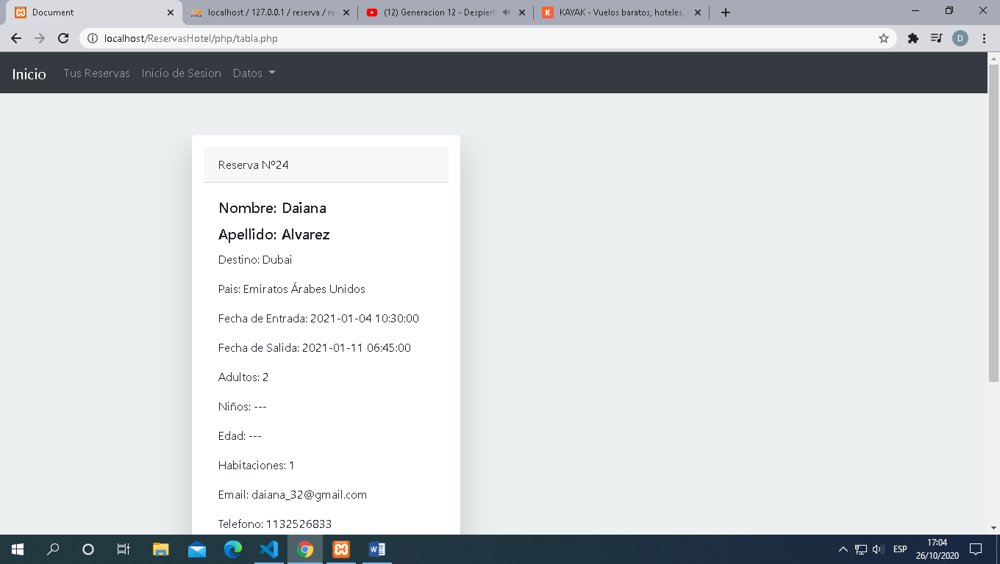 Document
localhost / 127.0.0.1 / reserva / re
(12) Generacion 12 - Despiert
KAYAK - Vuelos baratos, hoteles,
localhost/ReservasHotel/php/tabla.php
D
Inicio
Tus Reservas
Inicio de Sesion
Datos
Reserva Nº24
Nombre: Daiana
Apellido: Alvarez
Destino: Dubai
Pais: Emiratos Árabes Unidos
Fecha de Entrada: 2021-01-04 10:30:00
Fecha de Salida: 2021-01-11 06:45:00
Adultos: 2
Niños: ---
Edad: ---
Habitaciones: 1
Email: daiana_32@gmail.com
Telefono: 1132526833
ESP
17:04
26/10/2020